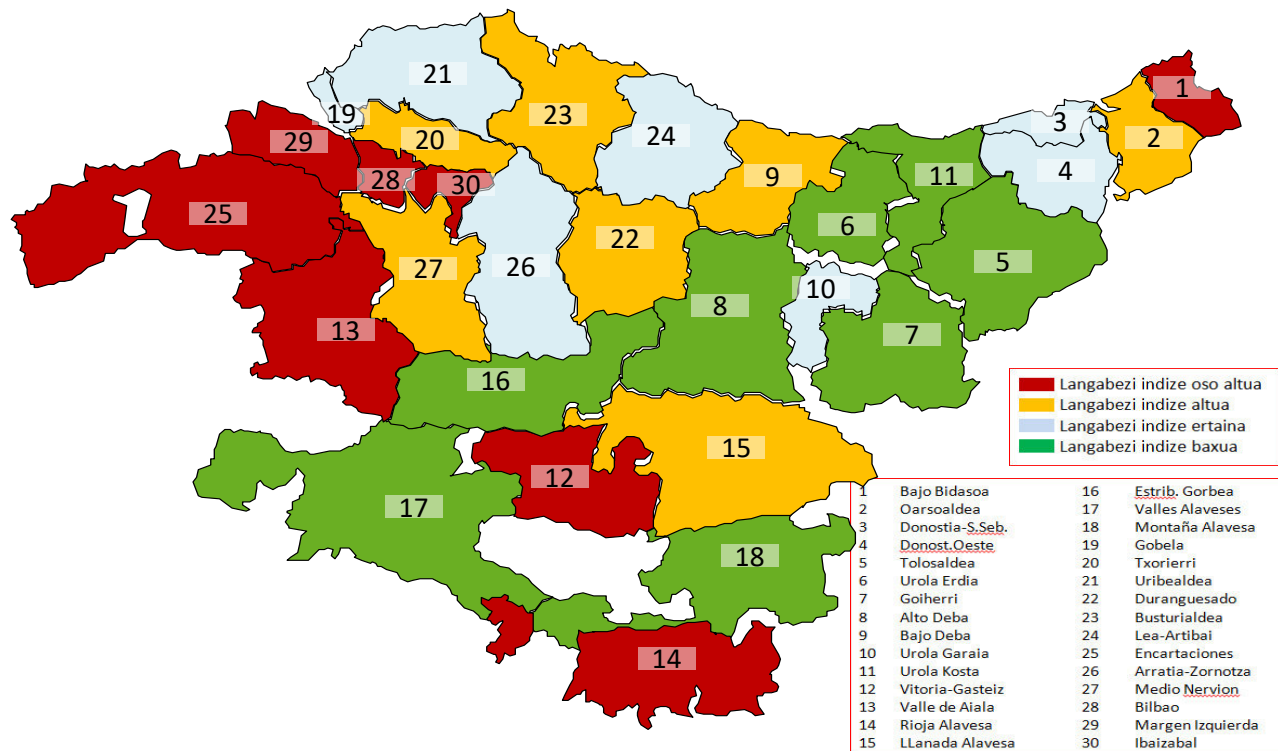 21
1
19
23
3
20
2
24
29
4
11
28
30
9
25
6
22
26
5
27
10
8
13
7
16
Langabezi indize oso altua
Langabezi indize altua
Langabezi indize ertaina
Langabezi indize baxua
15
12
17
18
14
1 Bajo Bidasoa 16 Estrib. Gorbea
2 Oarsoaldea 17 Valles Alaveses
3 Donostia-S.Seb. 18 Montaña Alavesa
4 Donost.Oeste 19 Gobela
5 Tolosaldea 20 Txorierri
6 Urola Erdia 21 Uribealdea
7 Goiherri 22 Duranguesado
8 Alto Deba 23 Busturialdea
9 Bajo Deba 24 Lea-Artibai
10 Urola Garaia 25 Encartaciones
11 Urola Kosta 26 Arratia-Zornotza
12 Vitoria-Gasteiz 27 Medio Nervion
13 Valle de Aiala 28 Bilbao
14 Rioja Alavesa 29 Margen Izquierda
15 LLanada Alavesa 30 Ibaizabal